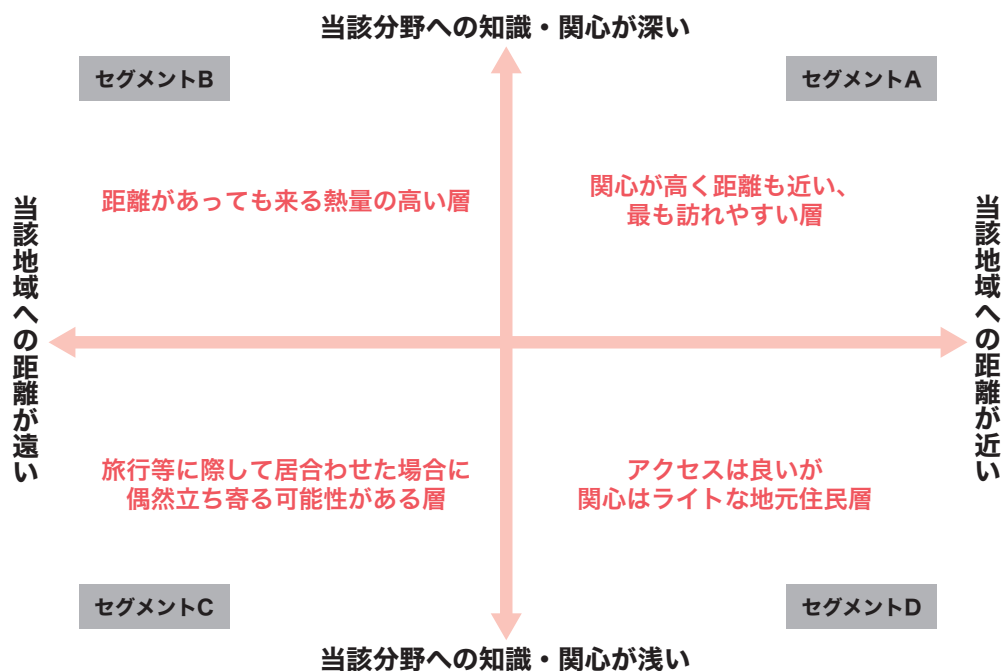 当該分野への知識・関心が深い
セグメントB
セグメントA
距離があっても来る熱量の高い層
関心が高く距離も近い、
最も訪れやすい層
当該地域への距離が遠い
当該地域への距離が近い
旅行等に際して居合わせた場合に
偶然立ち寄る可能性がある層
アクセスは良いが
関心はライトな地元住民層
セグメントC
セグメントD
当該分野への知識・関心が浅い